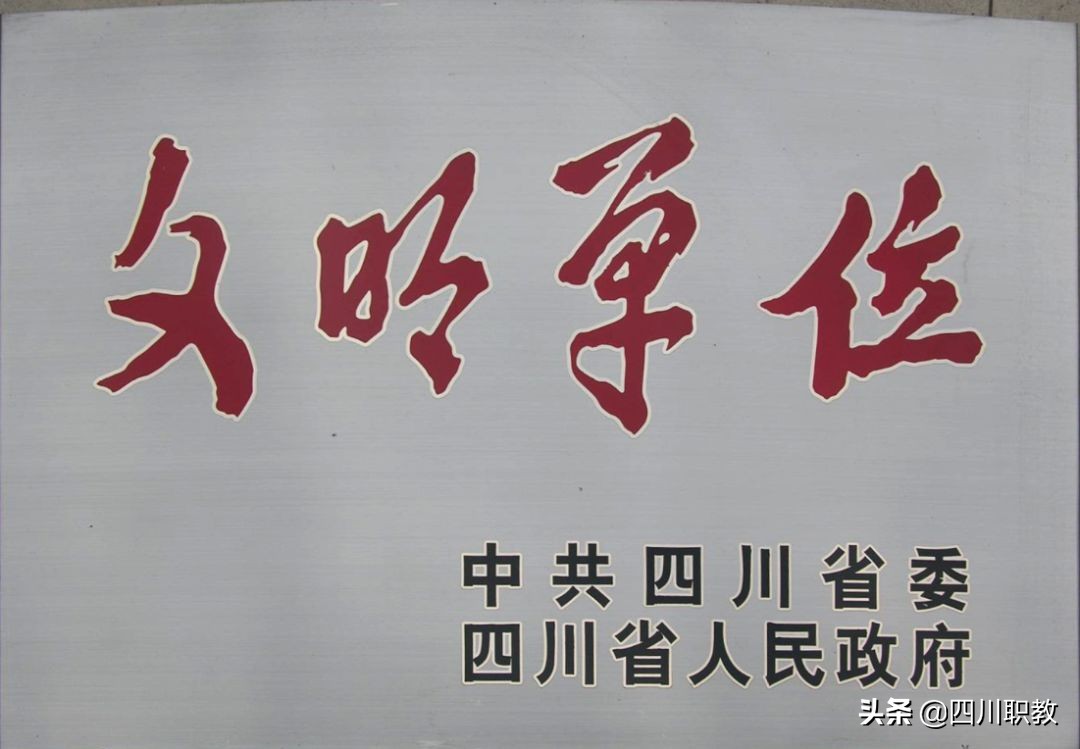 文明单位
中共四川省委
四川省人民政府
头条 @四川职教